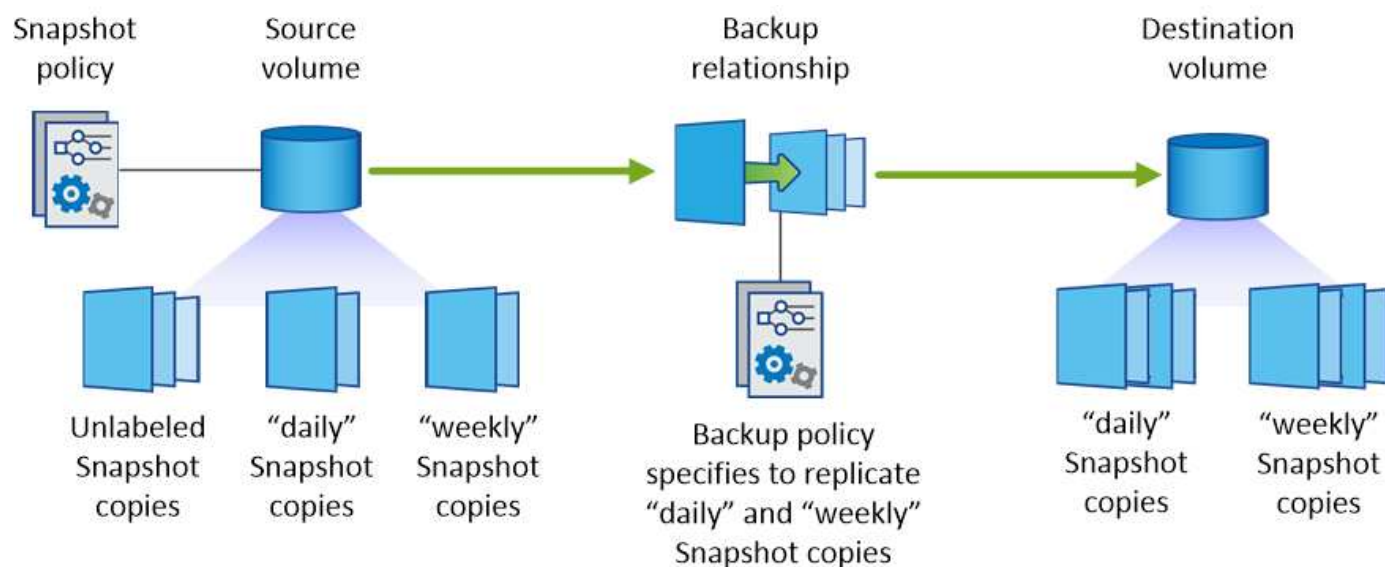 Snapshot
policy
Source
volume
Backup
relationship
Destination
volume
Unlabeled
Snapshot
copies
“daily”
Snapshot
copies
“weekly”
Snapshot
copies
Backup policy
specifies to replicate
“daily” and “weekly”
Snapshot copies
“daily”
Snapshot
copies
“weekly”
Snapshot
copies